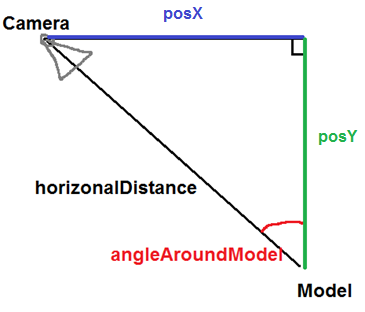 Camera
posX
posY
horizonalDistance
angleAroundModel
Model